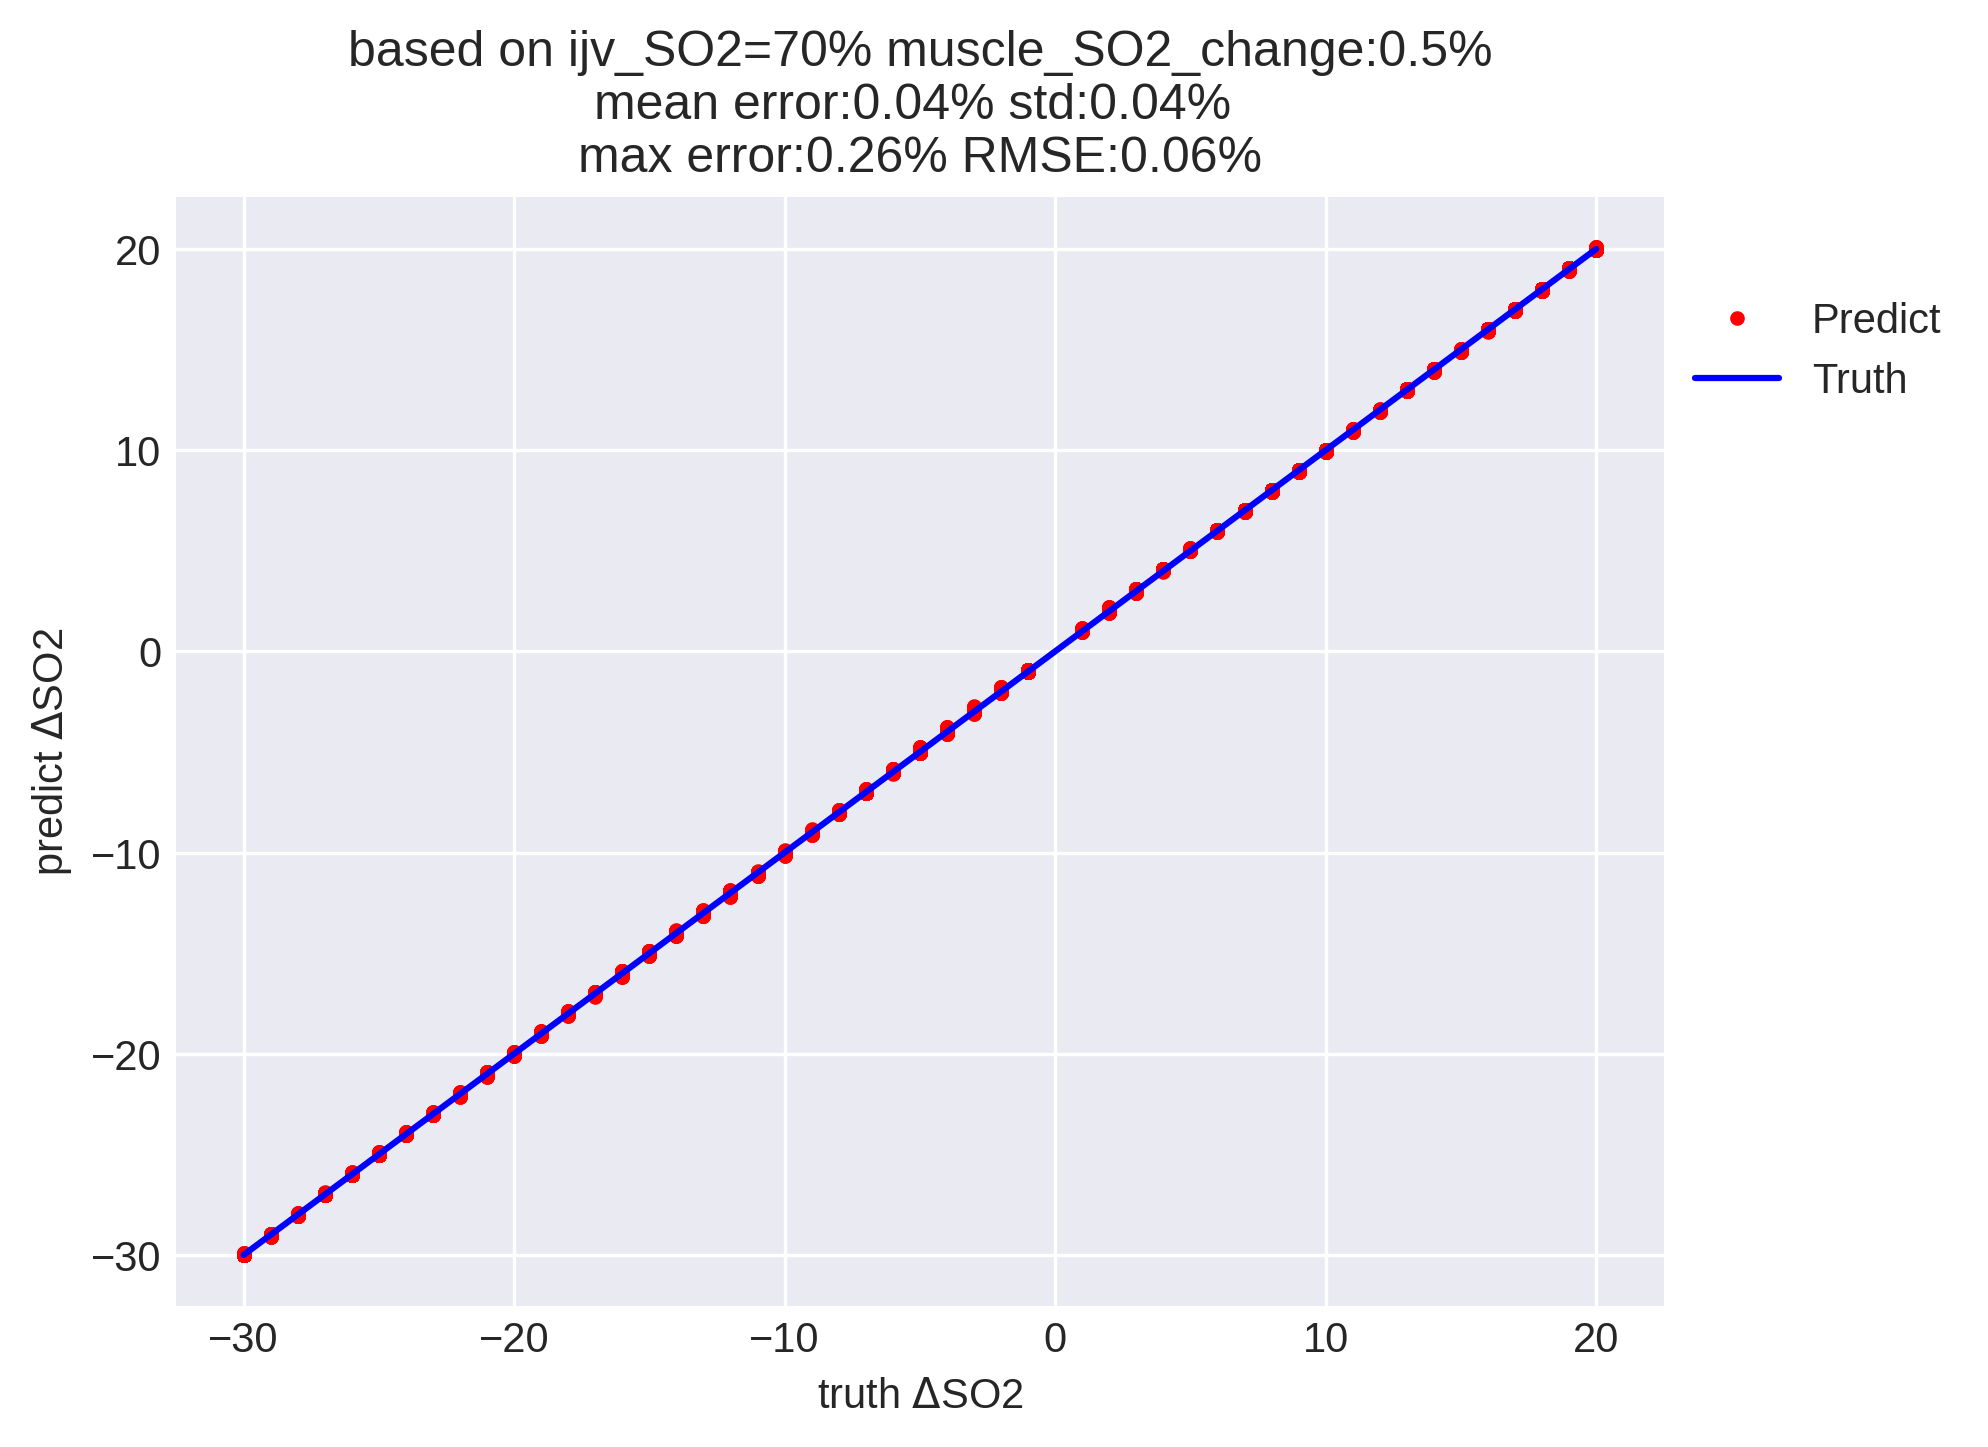 based on ijv_SO2=70% muscle_SO2_change:0.5%
mean error:0.04% std:0.04%
max error:0.26% RMSE:0.06%
20
10
0
−10
−20
−30
predict ΔSO2
−30
−20
−10
0
10
20
truth ΔSO2
Predict
Truth